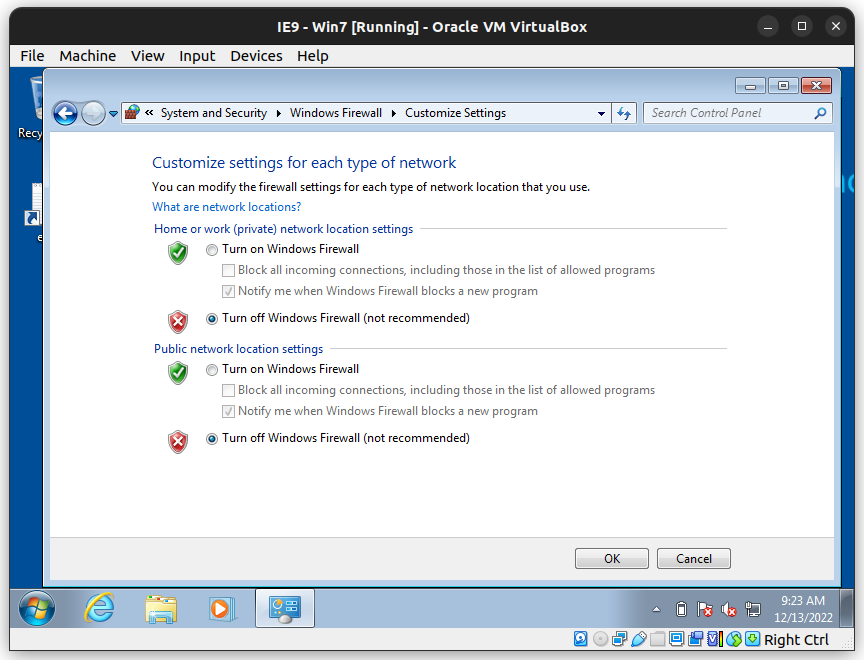 IE9 - Win7 [Running] - Oracle VM VirtualBox
File Machine View Input Devices Help
« System and Security Windows Firewall Customize Settings
Search Control Panel
Recy
e
Customize settings for each type of network
You can modify the firewall settings for each type of network location that you use.
What are network locations?
Home or work (private) network location settings
Turn on Windows Firewall
Block all incoming connections, including those in the list of allowed programs
Notify me when Windows Firewall blocks a new program
Turn off Windows Firewall (not recommended)
Public network location settings
Turn on Windows Firewall
Block all incoming connections, including those in the list of allowed programs
Notify me when Windows Firewall blocks a new program
Turn off Windows Firewall (not recommended)
OK Cancel
9:23 AM
12/13/2022
Right Ctrl